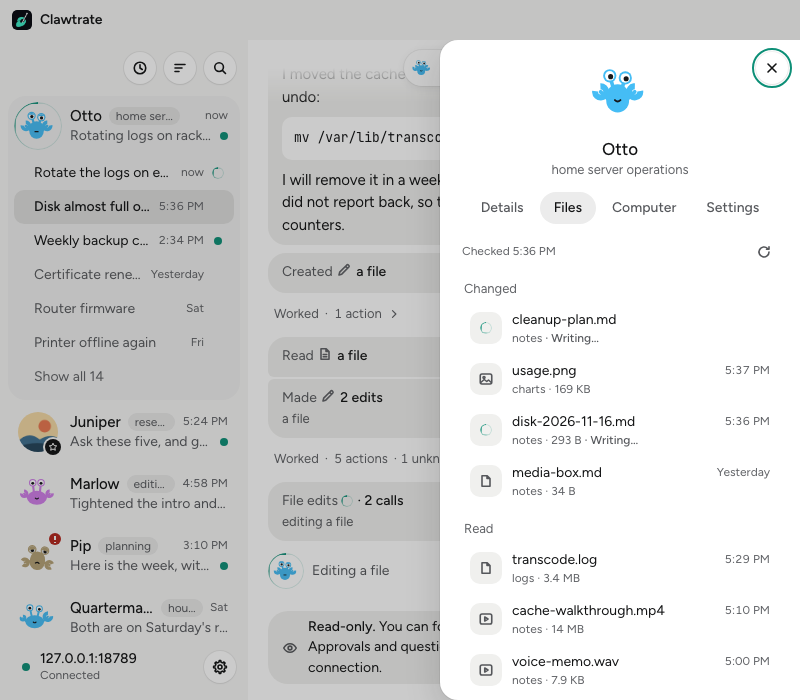 Clawtrate
Otto home ser... now
Rotating logs on rack...
Rotate the logs on e... now
Disk almost full o... 5:36 PM
Weekly backup c... 2:34 PM
Certificate rene... Yesterday
Router firmware Sat
Printer offline again Fri
Show all 14
Juniper rese... 5:24 PM
Ask these five, and g...
Marlow editi... 4:58 PM
Tightened the intro and...
Pip planning 3:10 PM
Here is the week, wit...
Quarterma... hou... Sat
Both are on Saturday's r...
127.0.0.1:18789
Connected
I moved the cache
undo:
mv /var/lib/transco
I will remove it in a week
did not report back, so t
counters.
Created a file
Worked · 1 action
Read a file
Made 2 edits
a file
Worked · 5 actions · 1 unkn
File edits · 2 calls
editing a file
Editing a file
Read-only. You can fo
Approvals and questi
connection.
Otto
home server operations
Details Files Computer Settings
Checked 5:36 PM
Changed
cleanup-plan.md
notes · Writing...
usage.png 5:37 PM
charts · 169 KB
disk-2026-11-16.md 5:36 PM
notes · 293 B · Writing...
media-box.md Yesterday
notes · 34 B
Read
transcode.log 5:29 PM
logs · 3.4 MB
cache-walkthrough.mp4 5:10 PM
notes · 14 MB
voice-memo.wav 5:00 PM
notes · 7.9 KB